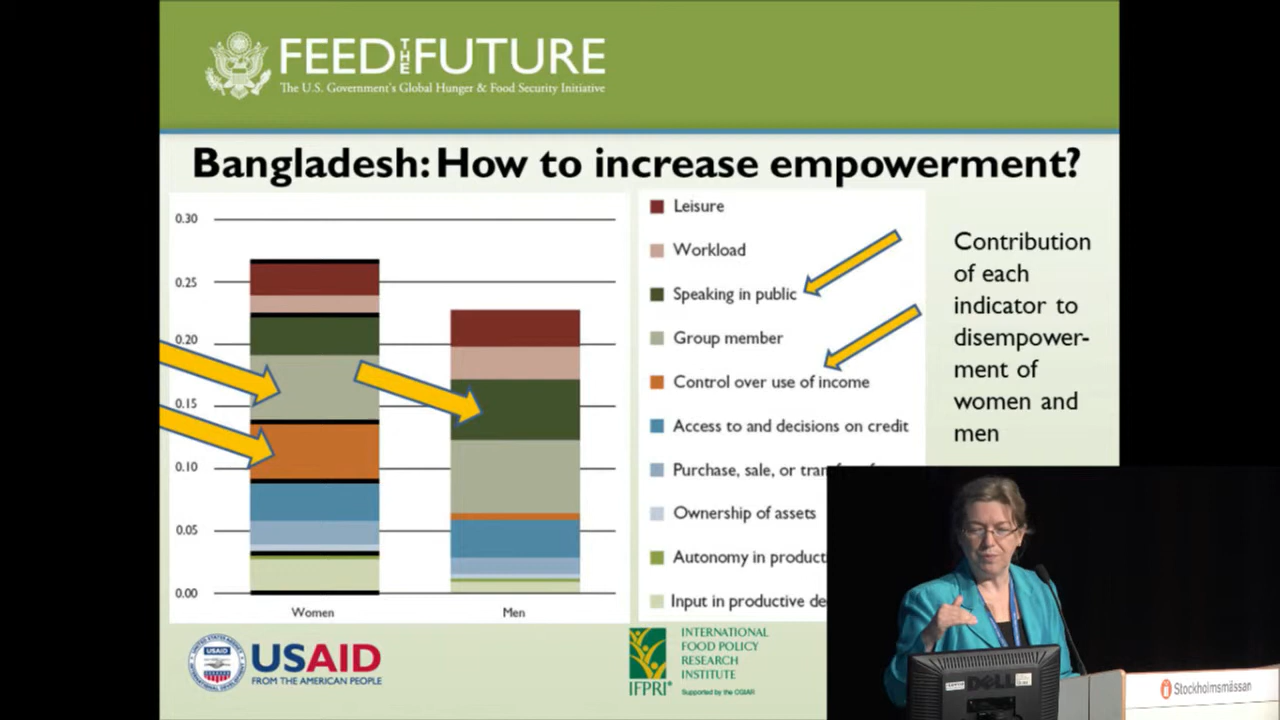 FEED THE FUTURE
The U.S. Government's Global Hunger & Food Security Initiative
Bangladesh: How to increase empowerment?
0.30
0.25
0.20
0.15
0.10
0.05
0.00
Women
Men
Leisure
Workload
Speaking in public
Group member
Control over use of income
Access to and decisions on credit
Purchase, sale, or
Ownership of assets
Autonomy in
Input in productive
Contribution
of each
indicator to
disempower-
ment of
women and
men
USAID
USAID
FROM THE AMERICAN PEOPLE
IFPRI
INTERNATIONAL
FOOD POLICY
RESEARCH
INSTITUTE
Supported by the CGIAR
DELL
Stockholmsmässan